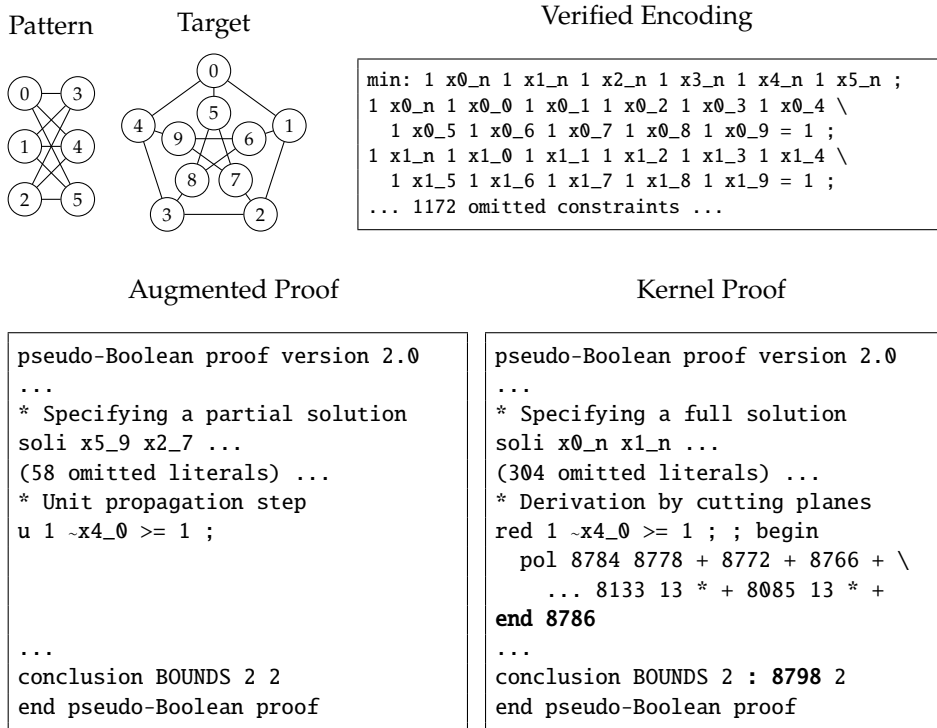 Pattern
Target
Verified Encoding
0
3
1
4
2
5
0
5
4
9
6
1
8
7
3
2
min: 1 x0_n 1 x1_n 1 x2_n 1 x3_n 1 x4_n 1 x5_n ;
1 x0_n 1 x0_0 1 x0_1 1 x0_2 1 x0_3 1 x0_4 \
1 x0_5 1 x0_6 1 x0_7 1 x0_8 1 x0_9 = 1 ;
1 x1_n 1 x1_0 1 x1_1 1 x1_2 1 x1_3 1 x1_4 \
1 x1_5 1 x1_6 1 x1_7 1 x1_8 1 x1_9 = 1 ;
... 1172 omitted constraints ...
Augmented Proof
pseudo-Boolean proof version 2.0
...
* Specifying a partial solution
soli x5_9 x2_7 ...
(58 omitted literals) ...
* Unit propagation step
u 1 ~x4_0 >= 1 ;
...
conclusion BOUNDS 2 2
end pseudo-Boolean proof
Kernel Proof
pseudo-Boolean proof version 2.0
...
* Specifying a full solution
soli x0_n x1_n ...
(304 omitted literals) ...
* Derivation by cutting planes
red 1 ~x4_0 >= 1 ; ; begin
pol 8784 8778 + 8772 + 8766 + \
... 8133 13 * + 8085 13 * +
end 8786
...
conclusion BOUNDS 2 : 8798 2
end pseudo-Boolean proof